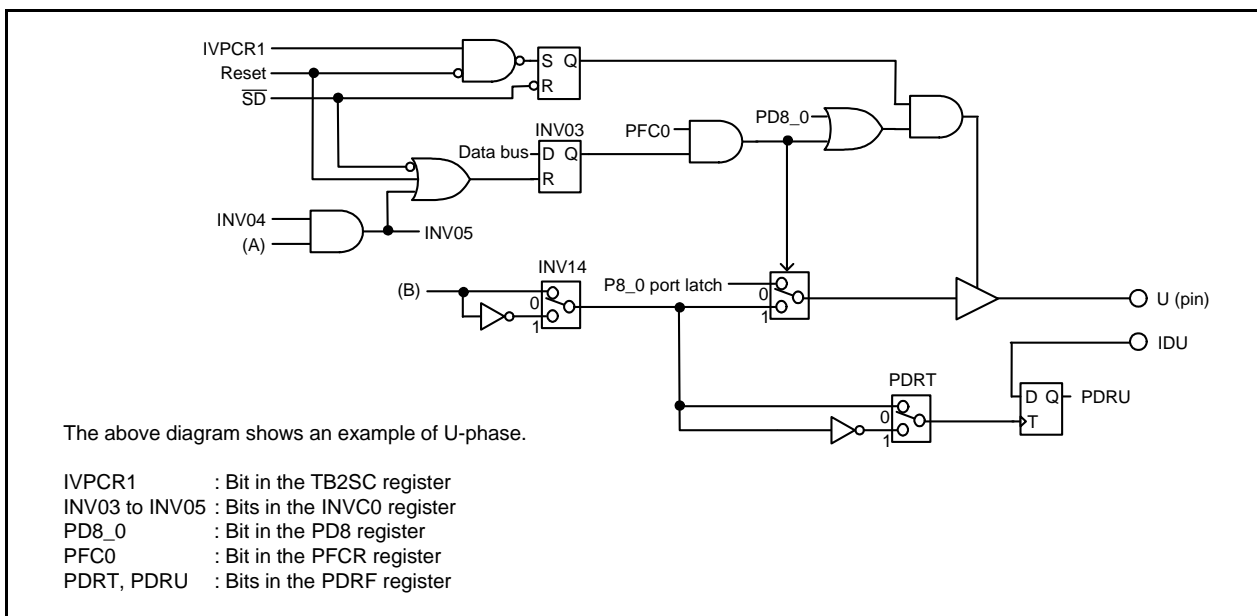 IVPCR1
Reset
SD
S Q
R
INV03
Data bus
D Q
R
PFC0
PD8_0
INV04
(A)
INV05
INV14
(B)
0
1
P8_0 port latch
0
1
U (pin)
IDU
PDRT
0
1
D Q
T
PDRU
The above diagram shows an example of U-phase.
IVPCR1 : Bit in the TB2SC register
INV03 to INV05 : Bits in the INVC0 register
PD8_0 : Bit in the PD8 register
PFC0 : Bit in the PFCR register
PDRT, PDRU : Bits in the PDRF register